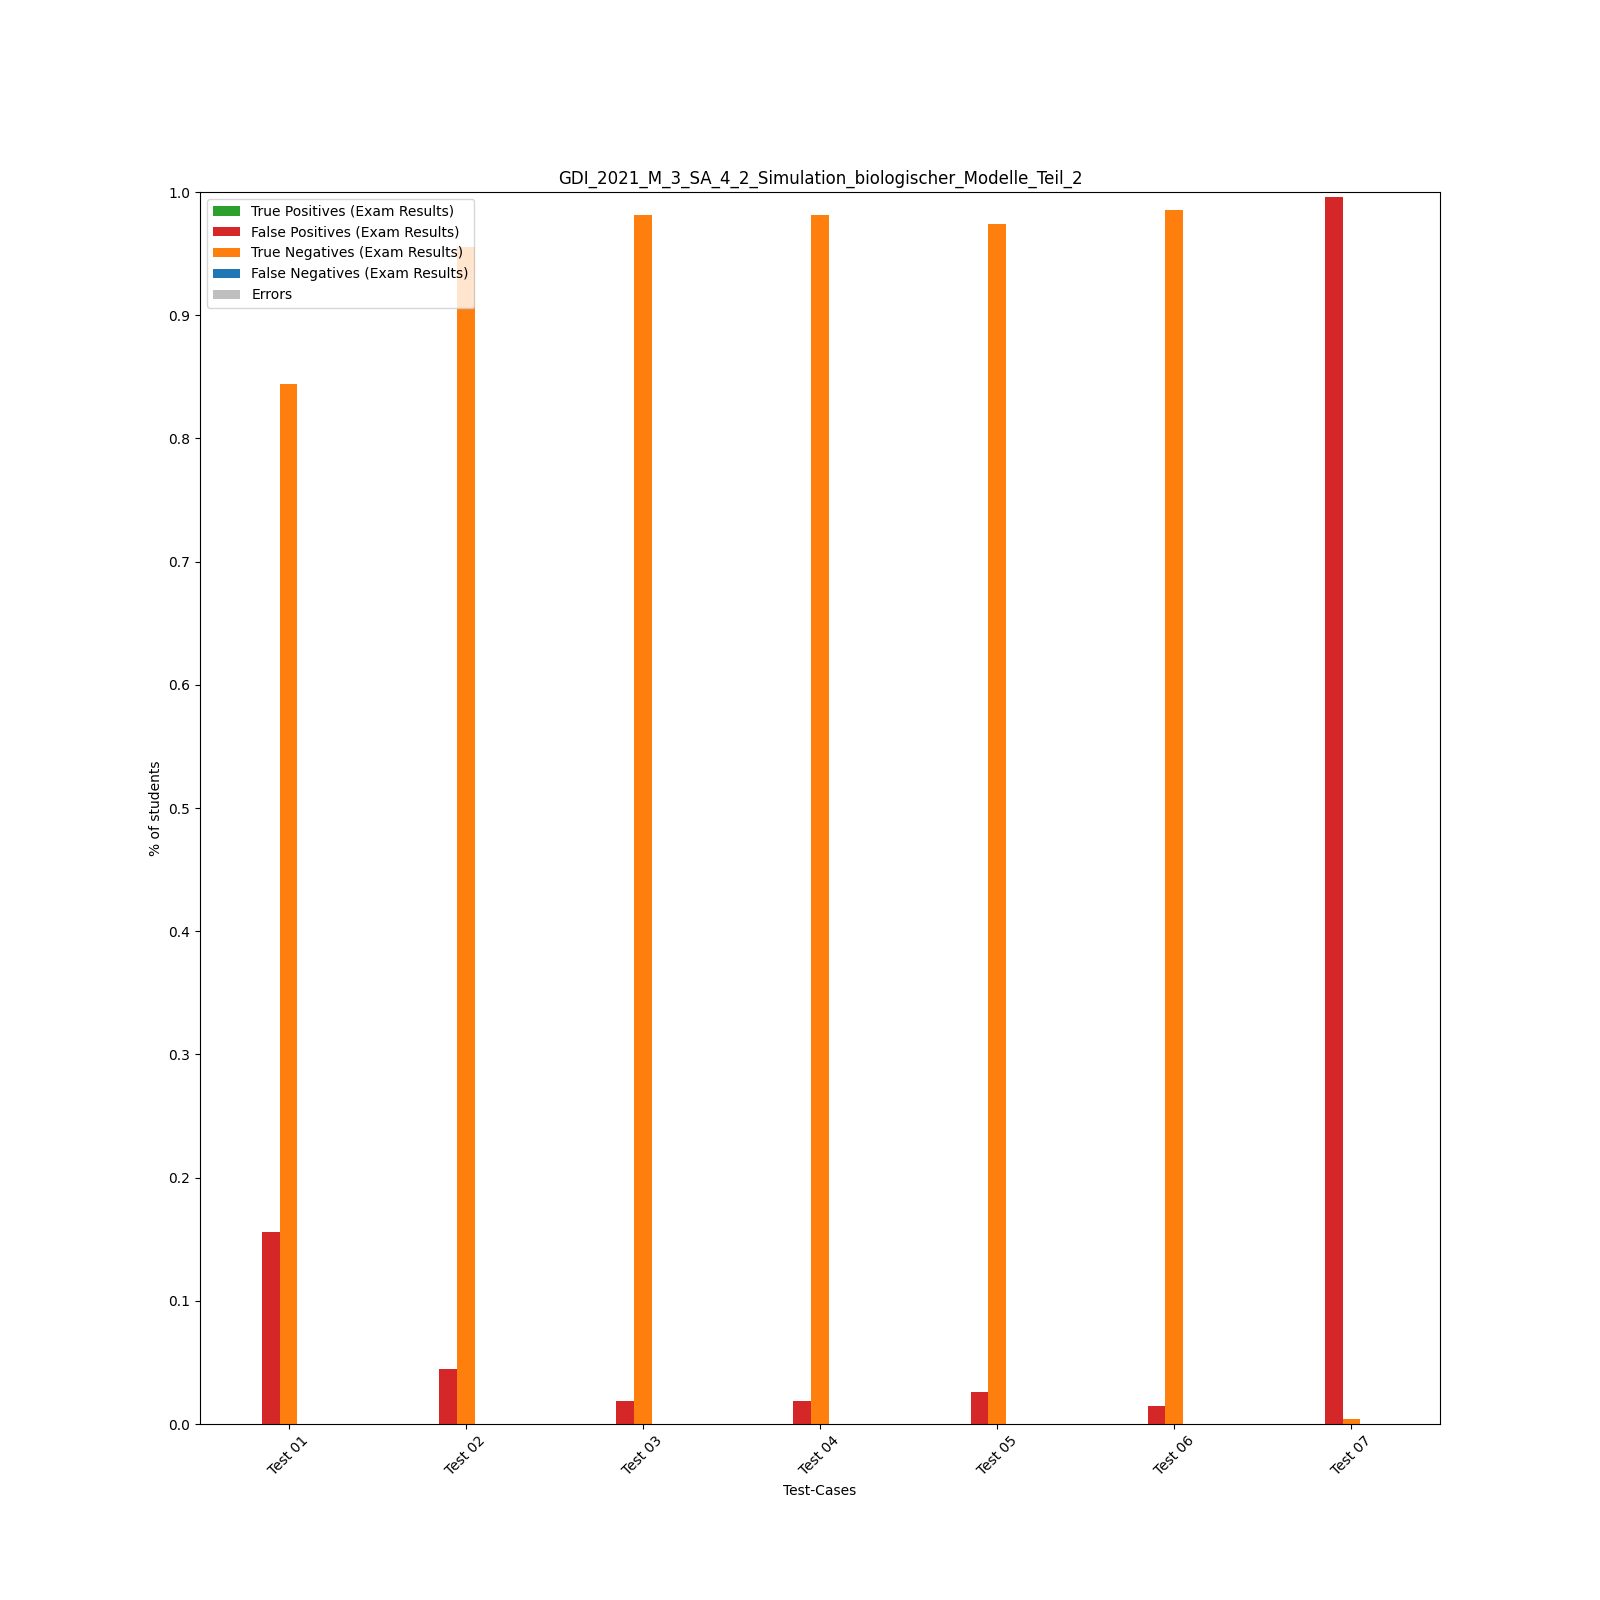 GDI_2021_M_3_SA_4_2_Simulation_biologischer_Modelle_Teil_2
1.0
0.9
0.8
0.7
0.6
0.5
0.4
0.3
0.2
0.1
0.0
% of students
True Positives (Exam Results)
False Positives (Exam Results)
True Negatives (Exam Results)
False Negatives (Exam Results)
Errors
Test 01
Test 02
Test 03
Test 04
Test 05
Test 06
Test 07
Test-Cases